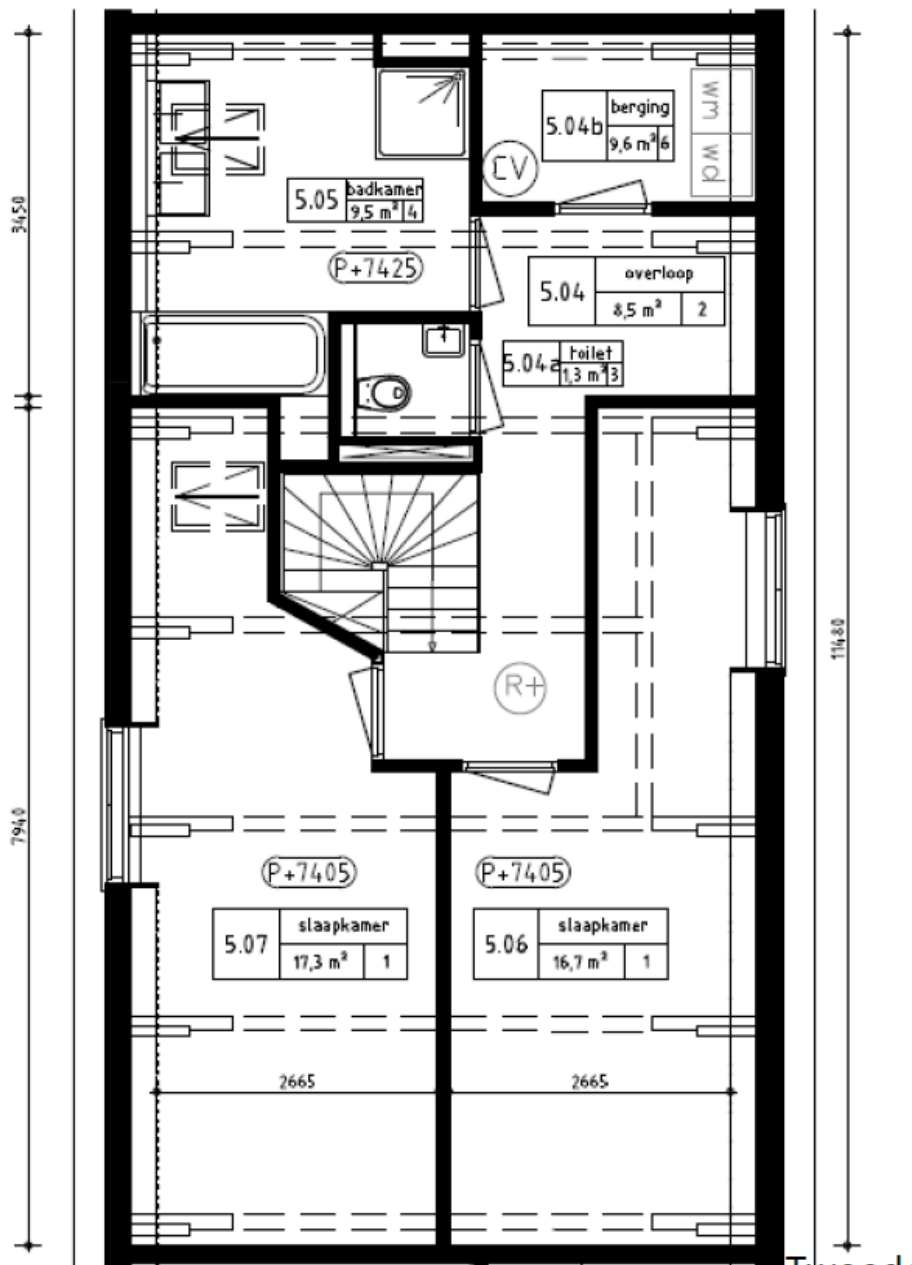 wm
wd
5.04b
berging
9,6 m² 6
CV
5.05
badkamer
9,5 m² 4
3450
P+7425
5.04
overloop
8,5 m² 2
5.04a
toilet
1,3 m² 3
11480
R+
7940
P+7405
P+7405
5.07
slaapkamer
17,3 m² 1
5.06
slaapkamer
16,7 m² 1
2665
2665